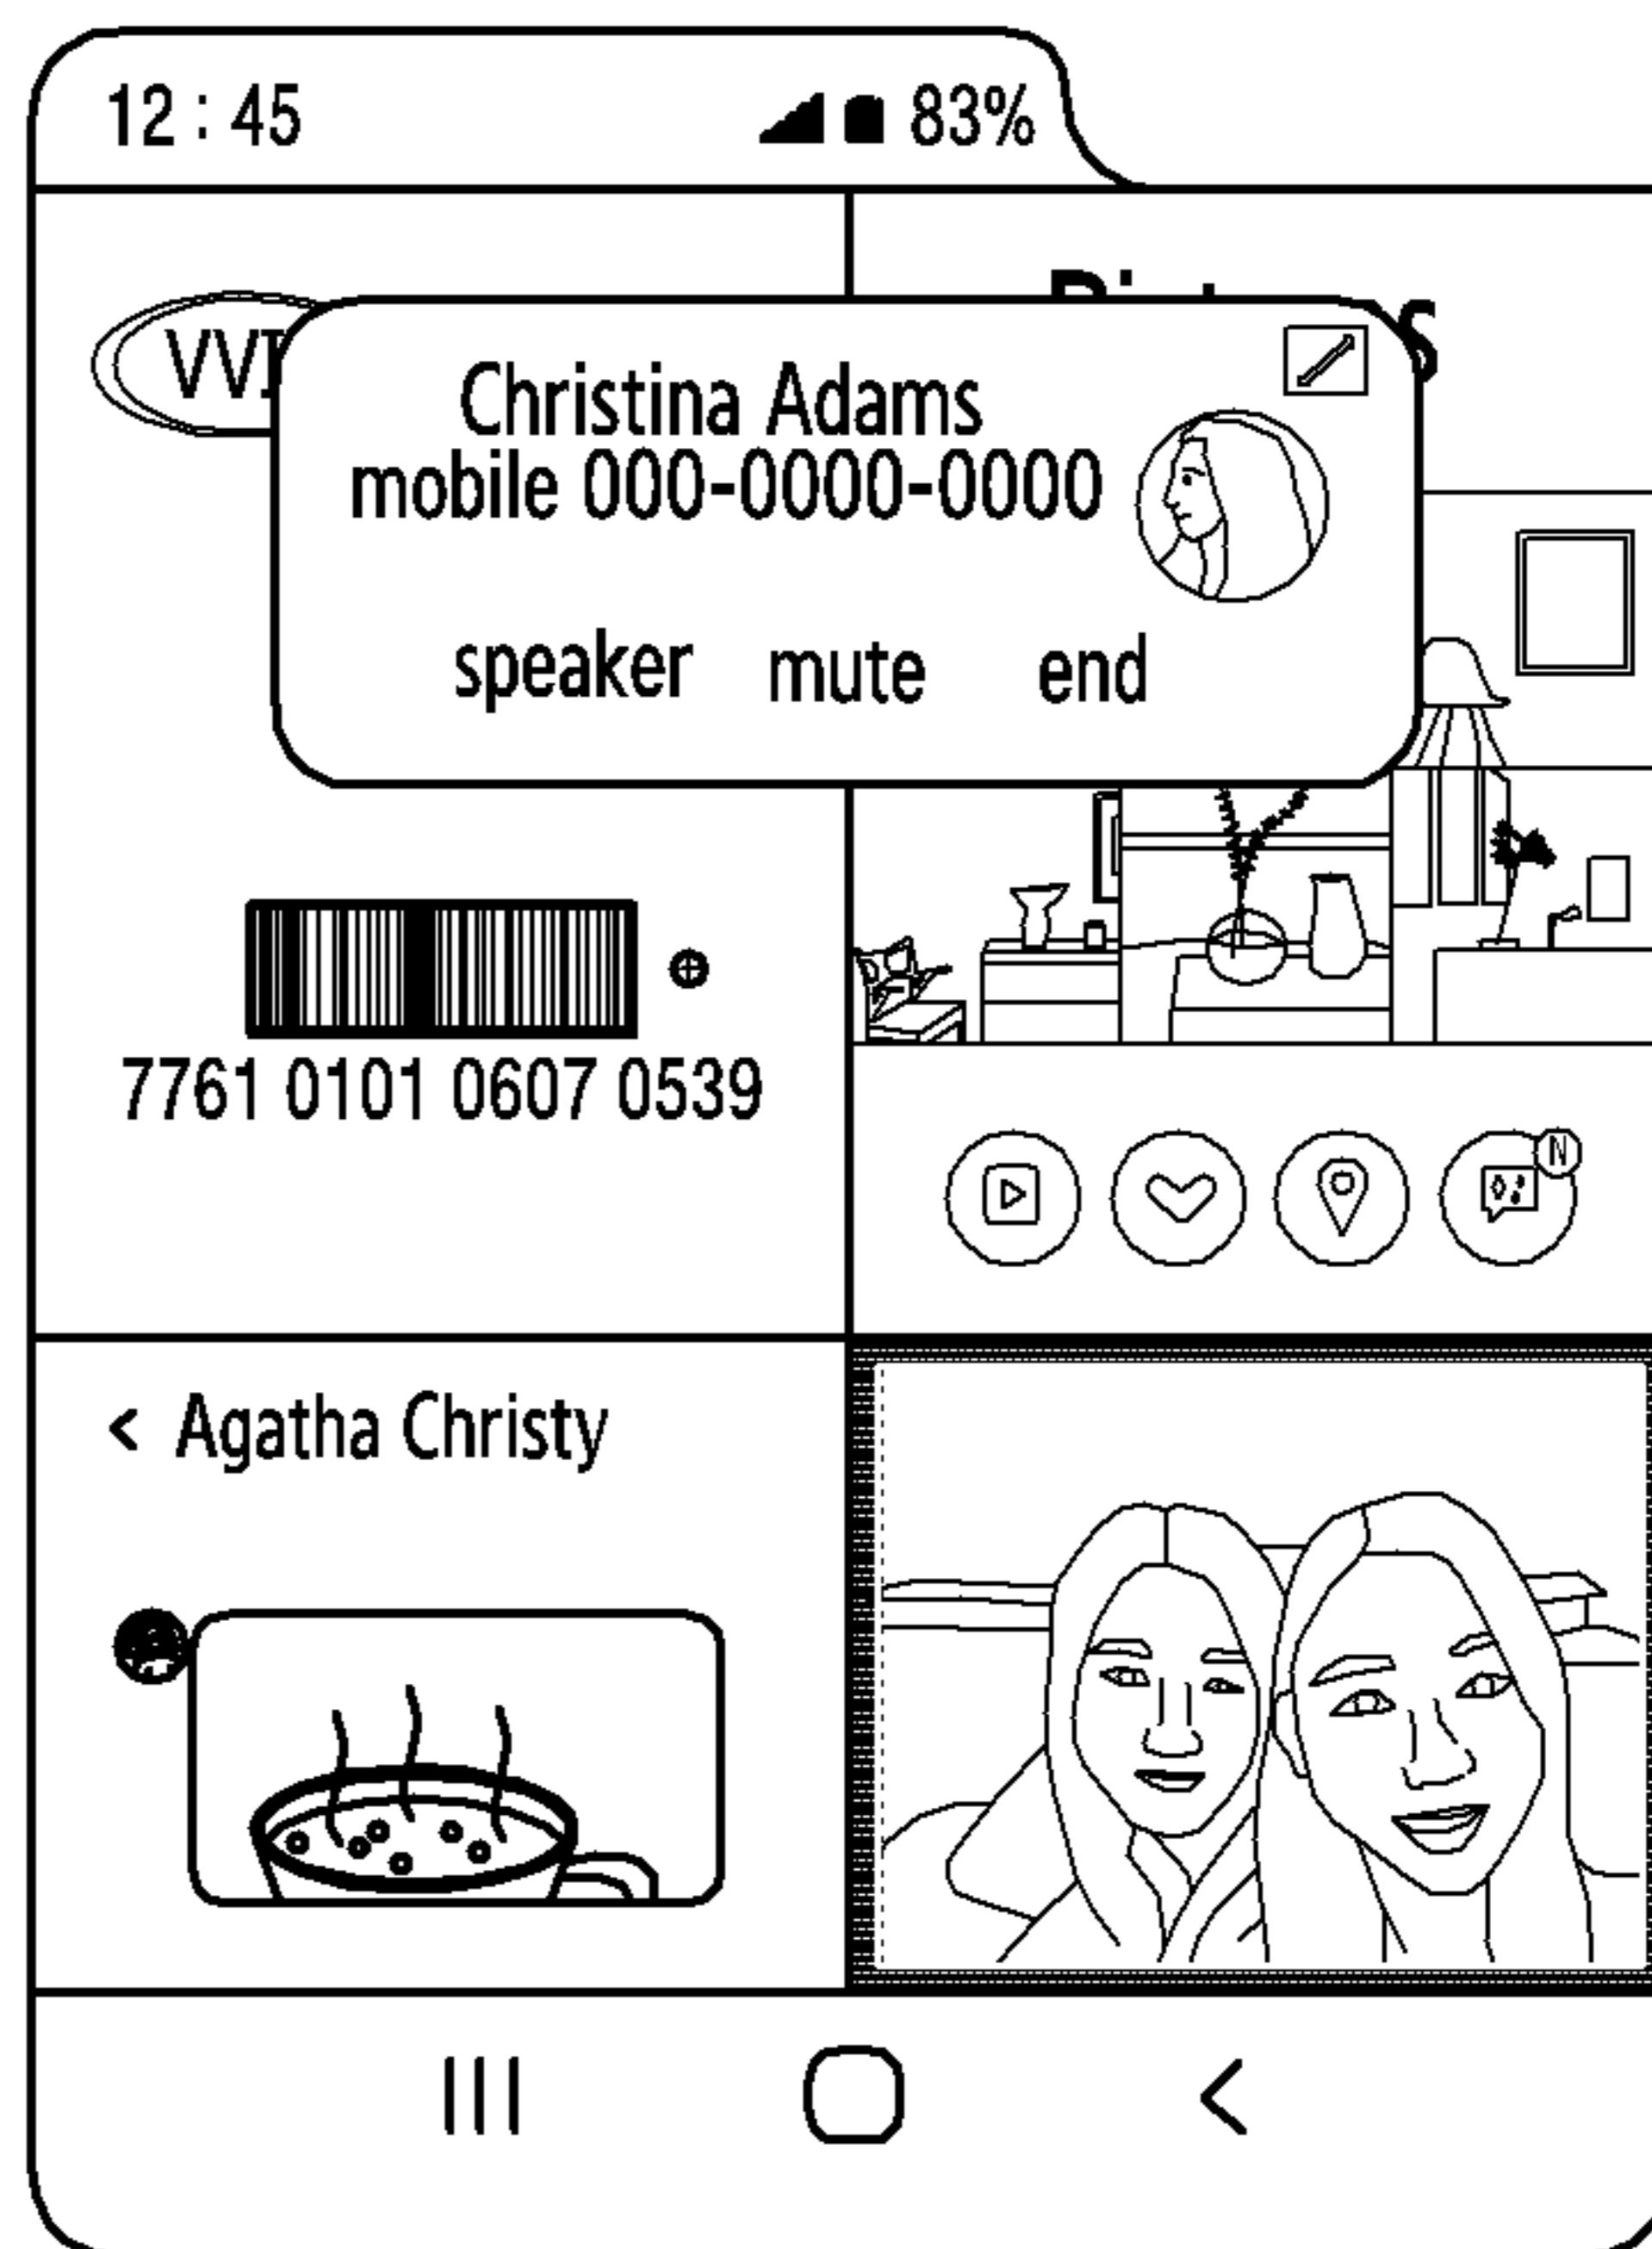 12 : 45 83%
Christina Adams
mobile 000-0000-0000
speaker mute end
7761 0101 0607 0539
N
< Agatha Christy